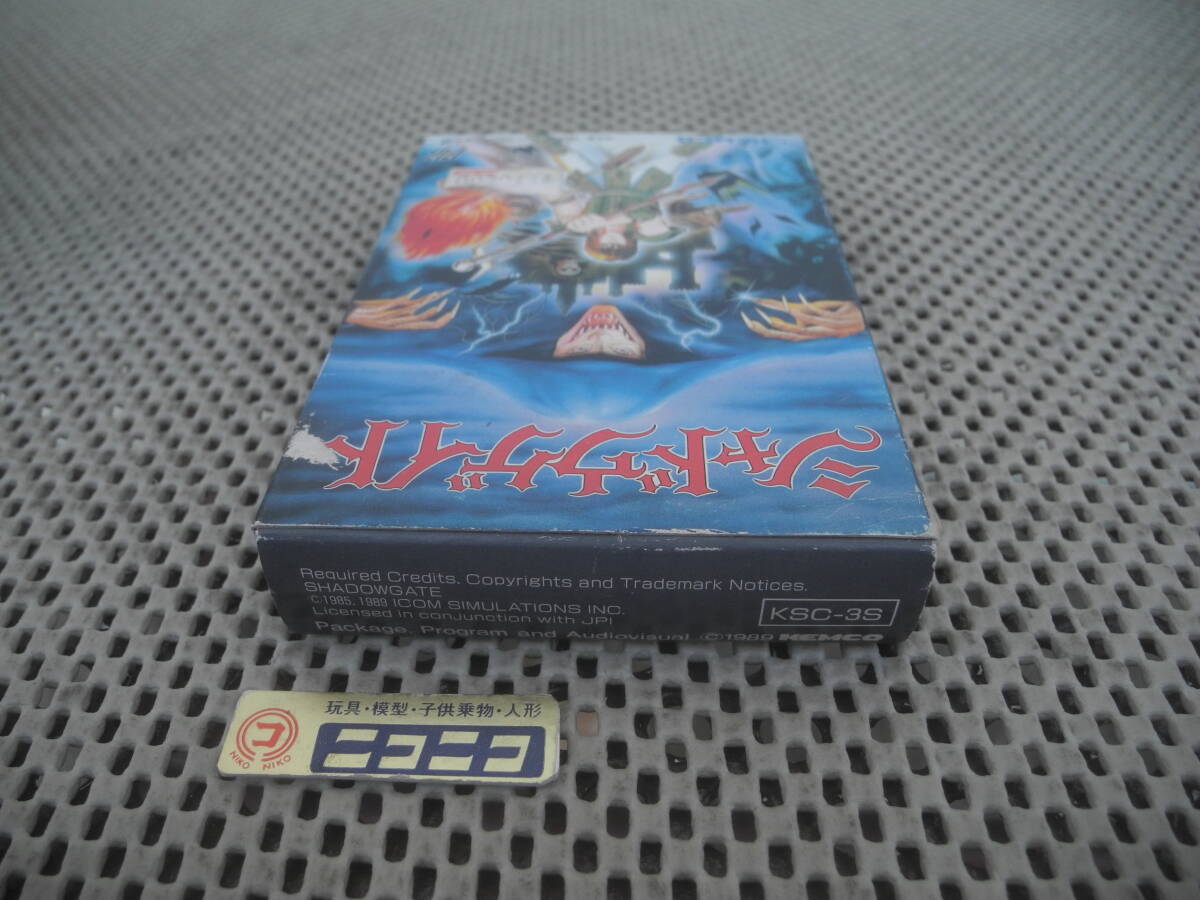 シャドウゲイト
Required Credits. Copyrights and Trademark Notices.
SHADOWGATE
©1985.1989 ICOM SIMULATIONS INC.
Licensed in conjunction with JPI
Package. Program and Audiovisual ©1989 KEMCO
KSC-3S
玩具・模型・子供乗物・人形
コ
NIKO NIKO
ニコニコ